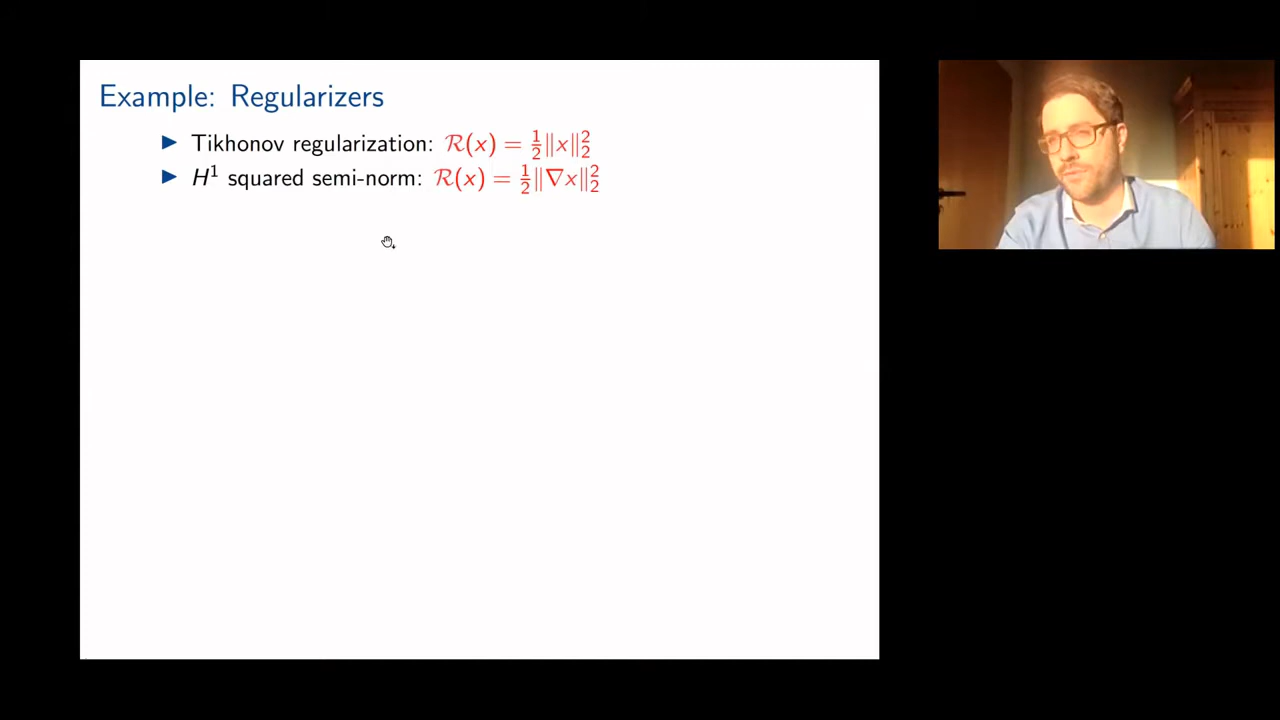 Example: Regularizers
▶ Tikhonov regularization: R(x) = ½‖x‖₂²
▶ H¹ squared semi-norm: R(x) = ½‖∇x‖₂²